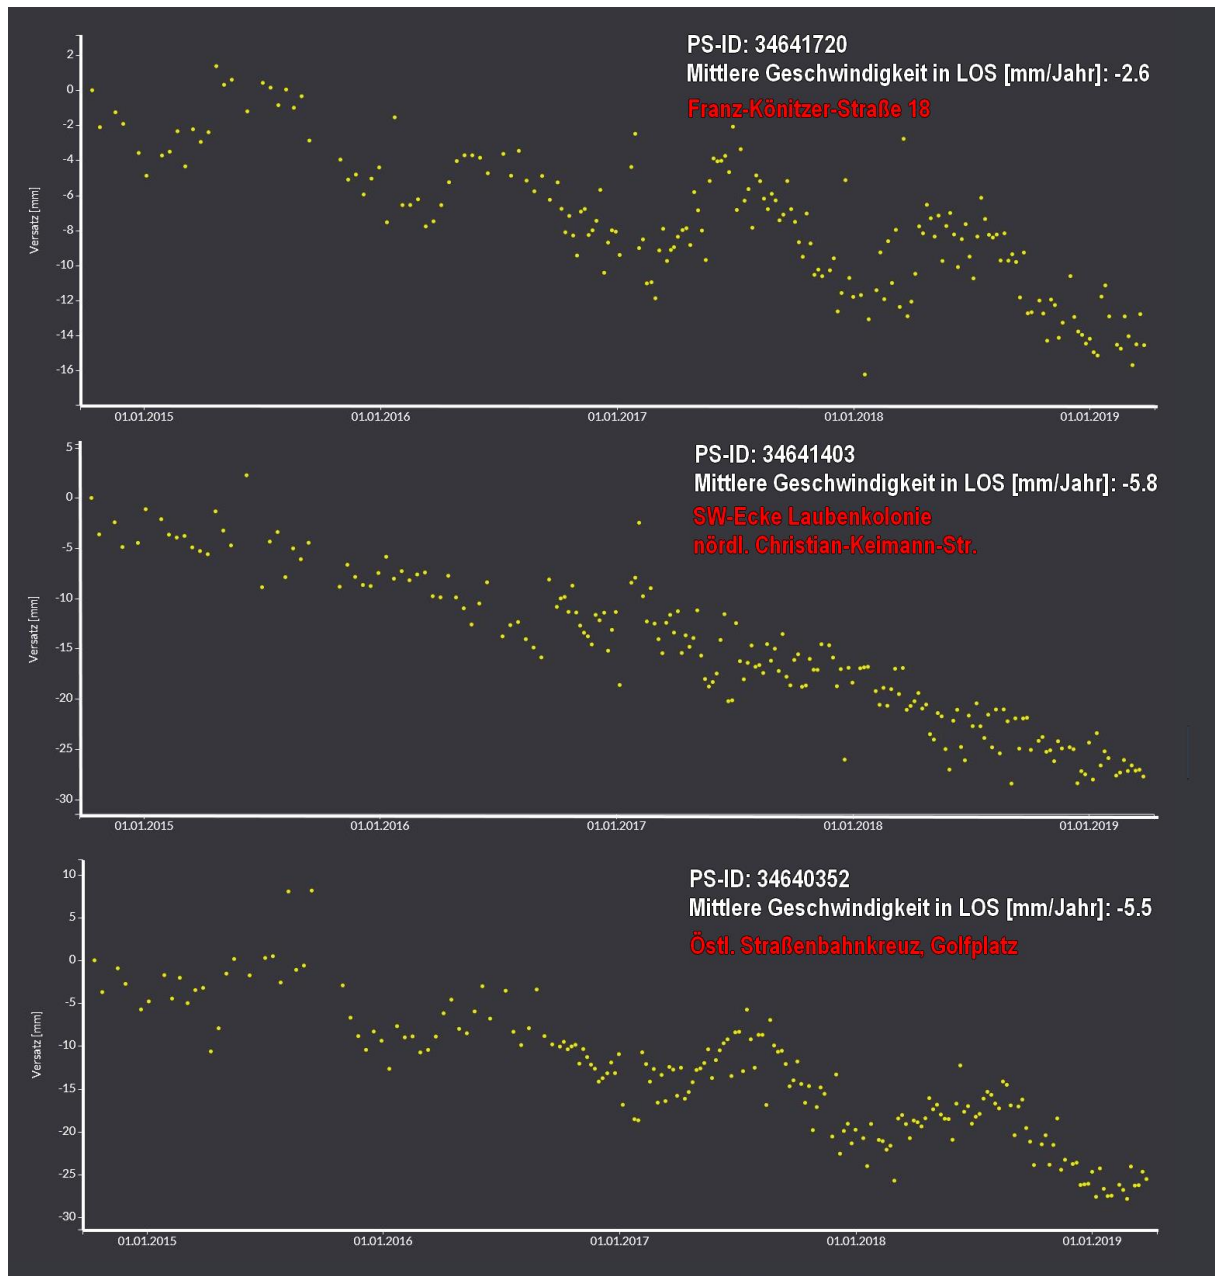 PS-ID: 34641720
Mittlere Geschwindigkeit in LOS [mm/Jahr]: -2.6
Franz-Könitzer-Straße 18
Versatz [mm]
2
0
-2
-4
-6
-8
-10
-12
-14
-16
01.01.2015 01.01.2016 01.01.2017 01.01.2018 01.01.2019
PS-ID: 34641403
Mittlere Geschwindigkeit in LOS [mm/Jahr]: -5.8
SW-Ecke Laubenkolonie
nördl. Christian-Keimann-Str.
Versatz [mm]
5
0
-5
-10
-15
-20
-25
-30
01.01.2015 01.01.2016 01.01.2017 01.01.2018 01.01.2019
PS-ID: 34640352
Mittlere Geschwindigkeit in LOS [mm/Jahr]: -5.5
Östl. Straßenbahnkreuz, Golfplatz
Versatz [mm]
10
5
0
-5
-10
-15
-20
-25
-30
01.01.2015 01.01.2016 01.01.2017 01.01.2018 01.01.2019